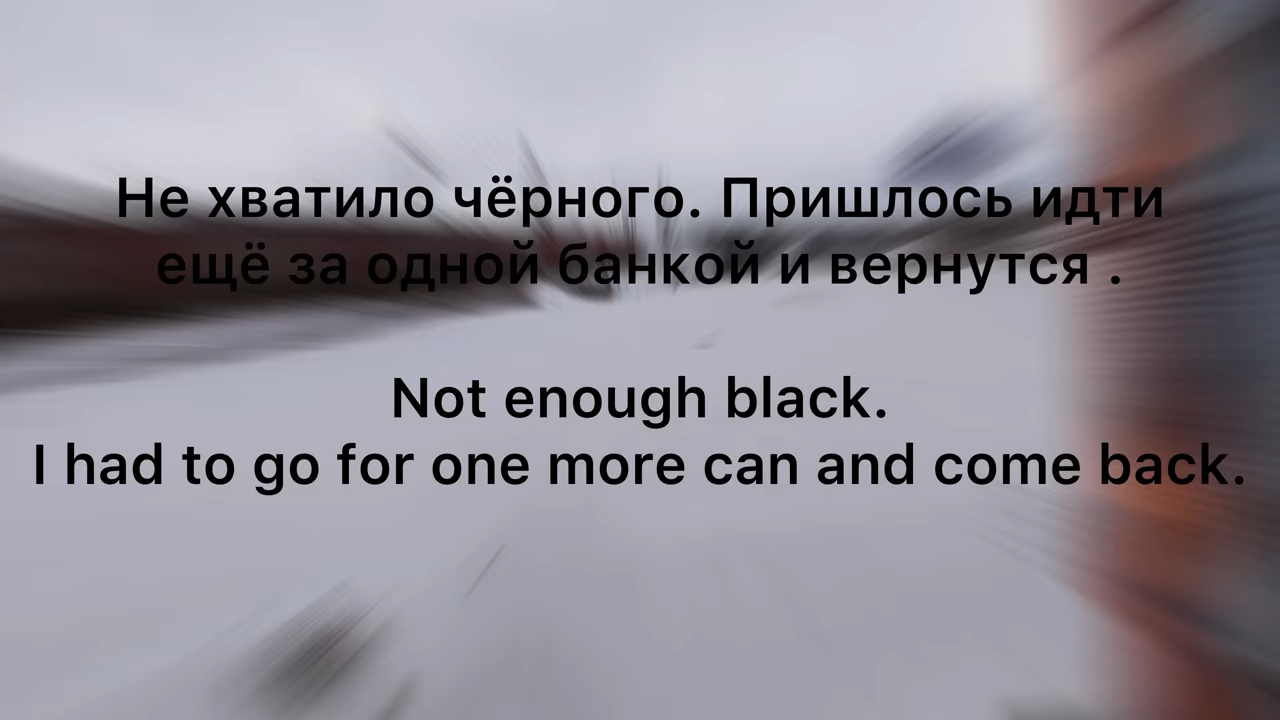 Не хватило чёрного. Пришлось идти
ещё за одной банкой и вернутся .
Not enough black.
I had to go for one more can and come back.